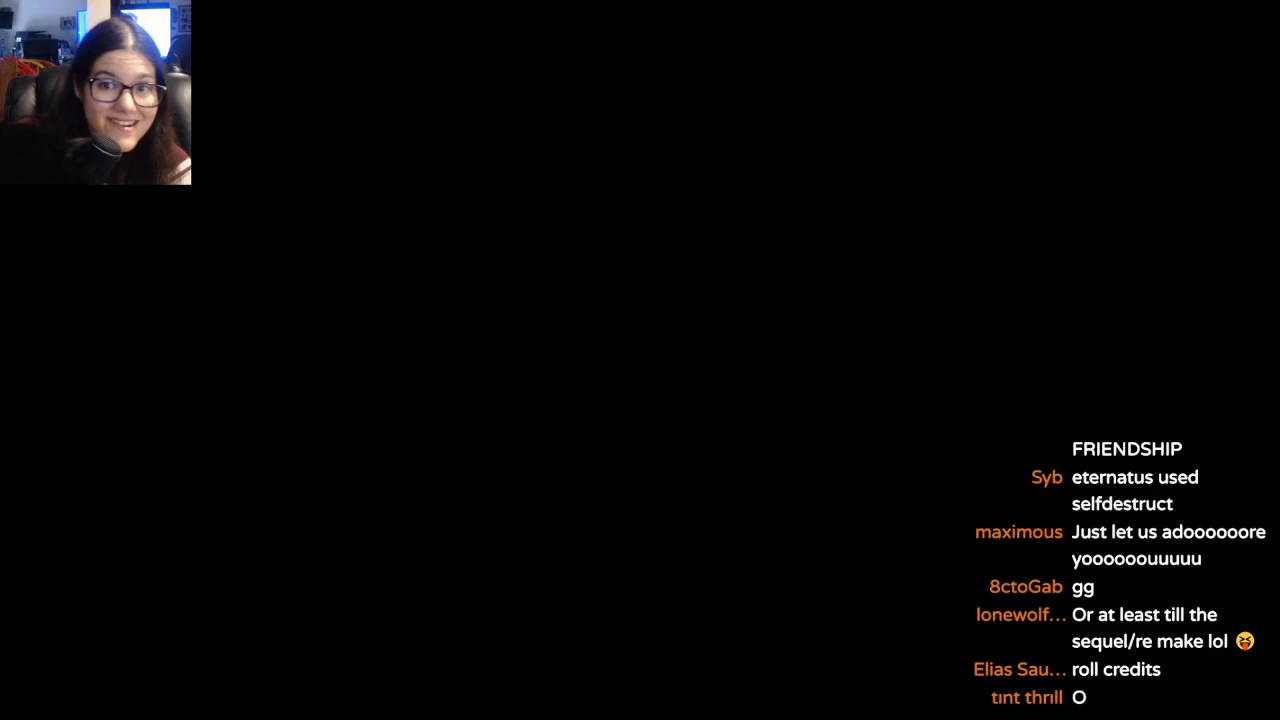 FRIENDSHIP
Syb eternatus used
selfdestruct
maximous Just let us adoooooore
yoooooouuuuu
8ctoGab gg
lonewolf… Or at least till the
sequel/re make lol 😝
Elias Sau… roll credits
tınt thrıll O